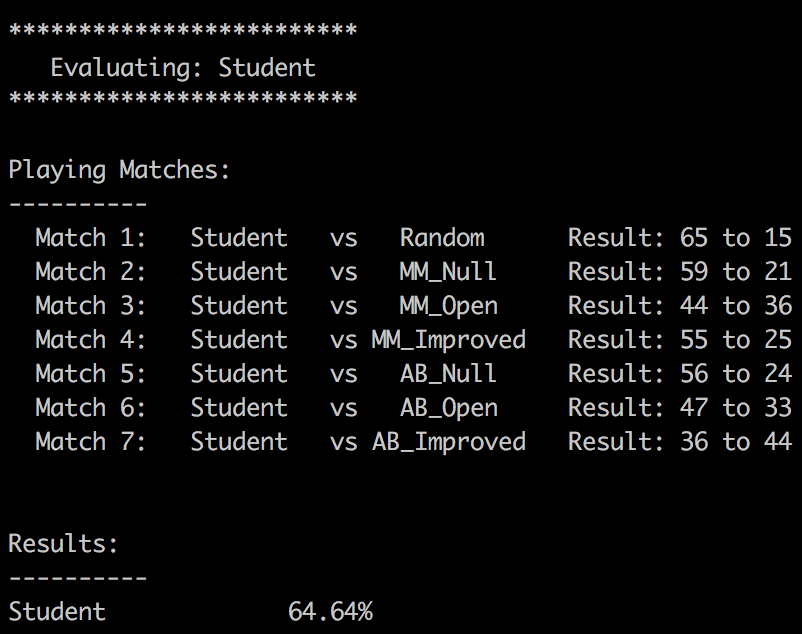 *************************
Evaluating: Student
*************************
Playing Matches:
----------
Match 1: Student vs Random Result: 65 to 15
Match 2: Student vs MM_Null Result: 59 to 21
Match 3: Student vs MM_Open Result: 44 to 36
Match 4: Student vs MM_Improved Result: 55 to 25
Match 5: Student vs AB_Null Result: 56 to 24
Match 6: Student vs AB_Open Result: 47 to 33
Match 7: Student vs AB_Improved Result: 36 to 44
Results:
----------
Student 64.64%